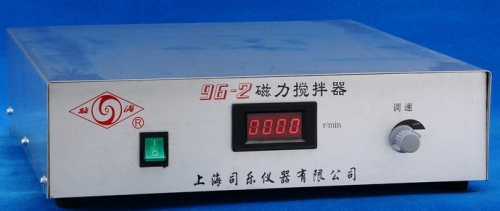 96-2 磁力搅拌器
®
0000 r/min
调速
上海司乐仪器有限公司